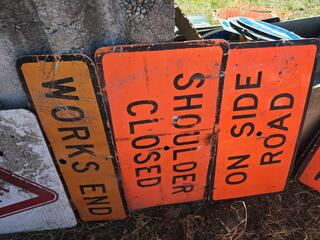 WORKS END
SHOULDER
CLOSED
ON SIDE
ROAD